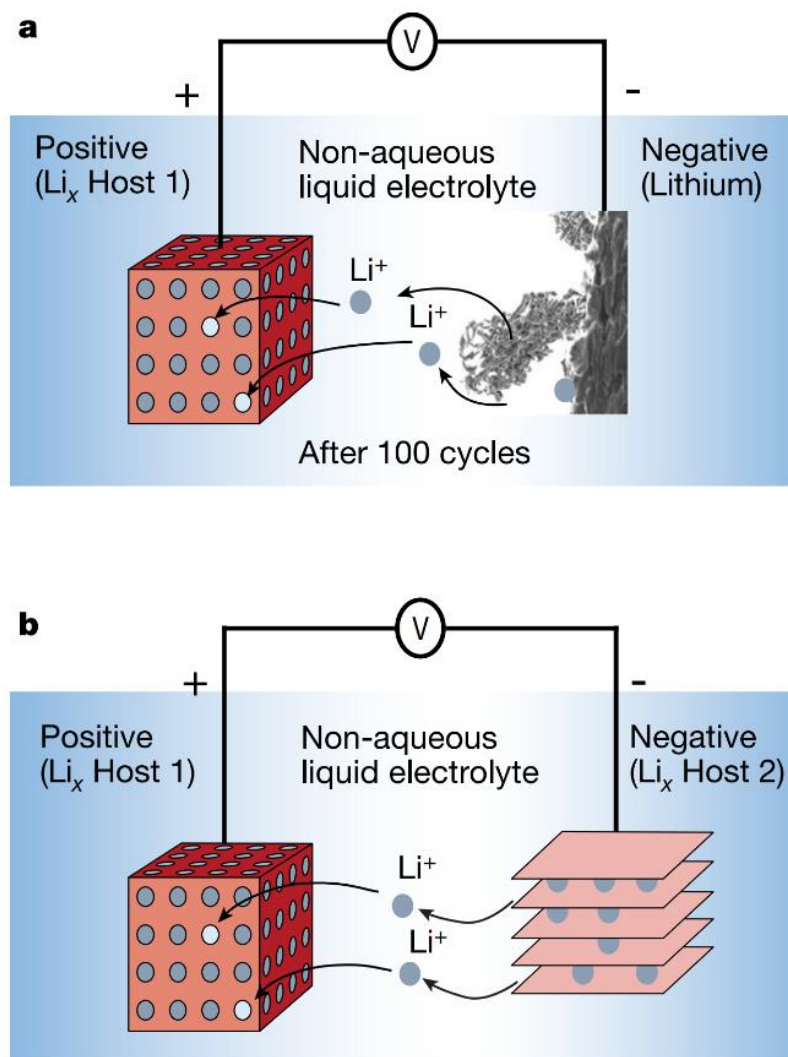 a
V
+
-
Positive
(Liₓ Host 1)
Non-aqueous
liquid electrolyte
Negative
(Lithium)
Li⁺
Li⁺
After 100 cycles
b
V
+
-
Positive
(Liₓ Host 1)
Non-aqueous
liquid electrolyte
Negative
(Liₓ Host 2)
Li⁺
Li⁺